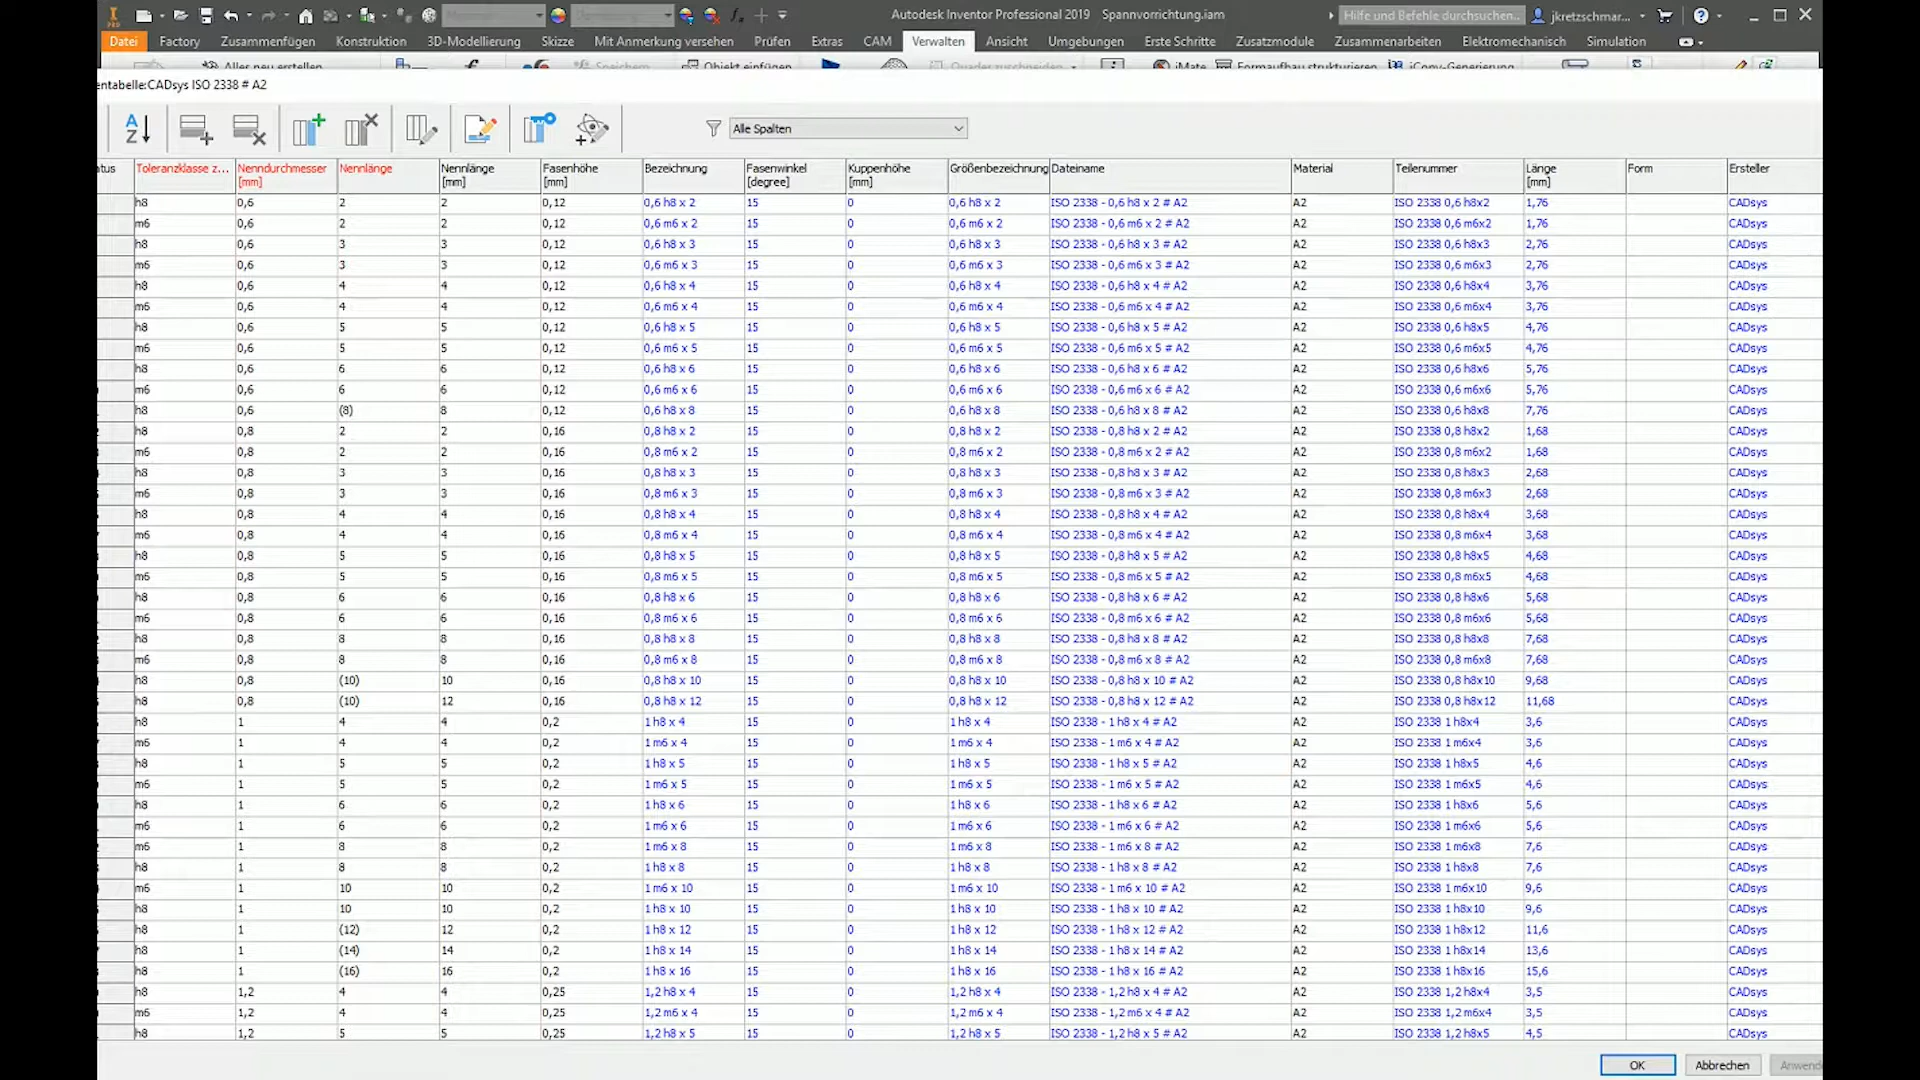 Autodesk Inventor Professional 2019 Spannvorrichtung.iam Hilfe und Befehle durchsuchen... jkretzschmar...
Datei Factory Zusammenfügen Konstruktion 3D-Modellierung Skizze Mit Anmerkung versehen Prüfen Extras CAM Verwalten Ansicht Umgebungen Erste Schritte Zusatzmodule Zusammenarbeiten Elektromechanisch Simulation
Aller neu erstellen Speichern Objekt einfügen Quader zuschneiden iMate Formaufbau strukturieren iCopy-Generierung
entabelle:CADsys ISO 2338 # A2
Alle Spalten
atus Toleranzklasse z... Nenndurchmesser [mm] Nennlänge Nennlänge [mm] Fasenhöhe [mm] Bezeichnung Fasenwinkel [degree] Kuppenhöhe [mm] Größenbezeichnung Dateiname Material Teilenummer Länge [mm] Form Ersteller
h8 0,6 2 2 0,12 0,6 h8 x 2 15 0 0,6 h8 x 2 ISO 2338 - 0,6 h8 x 2 # A2 A2 ISO 2338 0,6 h8x2 1,76 CADsys
m6 0,6 2 2 0,12 0,6 m6 x 2 15 0 0,6 m6 x 2 ISO 2338 - 0,6 m6 x 2 # A2 A2 ISO 2338 0,6 m6x2 1,76 CADsys
h8 0,6 3 3 0,12 0,6 h8 x 3 15 0 0,6 h8 x 3 ISO 2338 - 0,6 h8 x 3 # A2 A2 ISO 2338 0,6 h8x3 2,76 CADsys
m6 0,6 3 3 0,12 0,6 m6 x 3 15 0 0,6 m6 x 3 ISO 2338 - 0,6 m6 x 3 # A2 A2 ISO 2338 0,6 m6x3 2,76 CADsys
h8 0,6 4 4 0,12 0,6 h8 x 4 15 0 0,6 h8 x 4 ISO 2338 - 0,6 h8 x 4 # A2 A2 ISO 2338 0,6 h8x4 3,76 CADsys
m6 0,6 4 4 0,12 0,6 m6 x 4 15 0 0,6 m6 x 4 ISO 2338 - 0,6 m6 x 4 # A2 A2 ISO 2338 0,6 m6x4 3,76 CADsys
h8 0,6 5 5 0,12 0,6 h8 x 5 15 0 0,6 h8 x 5 ISO 2338 - 0,6 h8 x 5 # A2 A2 ISO 2338 0,6 h8x5 4,76 CADsys
m6 0,6 5 5 0,12 0,6 m6 x 5 15 0 0,6 m6 x 5 ISO 2338 - 0,6 m6 x 5 # A2 A2 ISO 2338 0,6 m6x5 4,76 CADsys
h8 0,6 6 6 0,12 0,6 h8 x 6 15 0 0,6 h8 x 6 ISO 2338 - 0,6 h8 x 6 # A2 A2 ISO 2338 0,6 h8x6 5,76 CADsys
m6 0,6 6 6 0,12 0,6 m6 x 6 15 0 0,6 m6 x 6 ISO 2338 - 0,6 m6 x 6 # A2 A2 ISO 2338 0,6 m6x6 5,76 CADsys
h8 0,6 (8) 8 0,12 0,6 h8 x 8 15 0 0,6 h8 x 8 ISO 2338 - 0,6 h8 x 8 # A2 A2 ISO 2338 0,6 h8x8 7,76 CADsys
h8 0,8 2 2 0,16 0,8 h8 x 2 15 0 0,8 h8 x 2 ISO 2338 - 0,8 h8 x 2 # A2 A2 ISO 2338 0,8 h8x2 1,68 CADsys
m6 0,8 2 2 0,16 0,8 m6 x 2 15 0 0,8 m6 x 2 ISO 2338 - 0,8 m6 x 2 # A2 A2 ISO 2338 0,8 m6x2 1,68 CADsys
h8 0,8 3 3 0,16 0,8 h8 x 3 15 0 0,8 h8 x 3 ISO 2338 - 0,8 h8 x 3 # A2 A2 ISO 2338 0,8 h8x3 2,68 CADsys
m6 0,8 3 3 0,16 0,8 m6 x 3 15 0 0,8 m6 x 3 ISO 2338 - 0,8 m6 x 3 # A2 A2 ISO 2338 0,8 m6x3 2,68 CADsys
h8 0,8 4 4 0,16 0,8 h8 x 4 15 0 0,8 h8 x 4 ISO 2338 - 0,8 h8 x 4 # A2 A2 ISO 2338 0,8 h8x4 3,68 CADsys
m6 0,8 4 4 0,16 0,8 m6 x 4 15 0 0,8 m6 x 4 ISO 2338 - 0,8 m6 x 4 # A2 A2 ISO 2338 0,8 m6x4 3,68 CADsys
h8 0,8 5 5 0,16 0,8 h8 x 5 15 0 0,8 h8 x 5 ISO 2338 - 0,8 h8 x 5 # A2 A2 ISO 2338 0,8 h8x5 4,68 CADsys
m6 0,8 5 5 0,16 0,8 m6 x 5 15 0 0,8 m6 x 5 ISO 2338 - 0,8 m6 x 5 # A2 A2 ISO 2338 0,8 m6x5 4,68 CADsys
h8 0,8 6 6 0,16 0,8 h8 x 6 15 0 0,8 h8 x 6 ISO 2338 - 0,8 h8 x 6 # A2 A2 ISO 2338 0,8 h8x6 5,68 CADsys
m6 0,8 6 6 0,16 0,8 m6 x 6 15 0 0,8 m6 x 6 ISO 2338 - 0,8 m6 x 6 # A2 A2 ISO 2338 0,8 m6x6 5,68 CADsys
h8 0,8 8 8 0,16 0,8 h8 x 8 15 0 0,8 h8 x 8 ISO 2338 - 0,8 h8 x 8 # A2 A2 ISO 2338 0,8 h8x8 7,68 CADsys
m6 0,8 8 8 0,16 0,8 m6 x 8 15 0 0,8 m6 x 8 ISO 2338 - 0,8 m6 x 8 # A2 A2 ISO 2338 0,8 m6x8 7,68 CADsys
h8 0,8 (10) 10 0,16 0,8 h8 x 10 15 0 0,8 h8 x 10 ISO 2338 - 0,8 h8 x 10 # A2 A2 ISO 2338 0,8 h8x10 9,68 CADsys
h8 0,8 (10) 12 0,16 0,8 h8 x 12 15 0 0,8 h8 x 12 ISO 2338 - 0,8 h8 x 12 # A2 A2 ISO 2338 0,8 h8x12 11,68 CADsys
h8 1 4 4 0,2 1 h8 x 4 15 0 1 h8 x 4 ISO 2338 - 1 h8 x 4 # A2 A2 ISO 2338 1 h8x4 3,6 CADsys
m6 1 4 4 0,2 1 m6 x 4 15 0 1 m6 x 4 ISO 2338 - 1 m6 x 4 # A2 A2 ISO 2338 1 m6x4 3,6 CADsys
h8 1 5 5 0,2 1 h8 x 5 15 0 1 h8 x 5 ISO 2338 - 1 h8 x 5 # A2 A2 ISO 2338 1 h8x5 4,6 CADsys
m6 1 5 5 0,2 1 m6 x 5 15 0 1 m6 x 5 ISO 2338 - 1 m6 x 5 # A2 A2 ISO 2338 1 m6x5 4,6 CADsys
h8 1 6 6 0,2 1 h8 x 6 15 0 1 h8 x 6 ISO 2338 - 1 h8 x 6 # A2 A2 ISO 2338 1 h8x6 5,6 CADsys
m6 1 6 6 0,2 1 m6 x 6 15 0 1 m6 x 6 ISO 2338 - 1 m6 x 6 # A2 A2 ISO 2338 1 m6x6 5,6 CADsys
m6 1 8 8 0,2 1 m6 x 8 15 0 1 m6 x 8 ISO 2338 - 1 m6 x 8 # A2 A2 ISO 2338 1 m6x8 7,6 CADsys
h8 1 8 8 0,2 1 h8 x 8 15 0 1 h8 x 8 ISO 2338 - 1 h8 x 8 # A2 A2 ISO 2338 1 h8x8 7,6 CADsys
m6 1 10 10 0,2 1 m6 x 10 15 0 1 m6 x 10 ISO 2338 - 1 m6 x 10 # A2 A2 ISO 2338 1 m6x10 9,6 CADsys
h8 1 10 10 0,2 1 h8 x 10 15 0 1 h8 x 10 ISO 2338 - 1 h8 x 10 # A2 A2 ISO 2338 1 h8x10 9,6 CADsys
h8 1 (12) 12 0,2 1 h8 x 12 15 0 1 h8 x 12 ISO 2338 - 1 h8 x 12 # A2 A2 ISO 2338 1 h8x12 11,6 CADsys
h8 1 (14) 14 0,2 1 h8 x 14 15 0 1 h8 x 14 ISO 2338 - 1 h8 x 14 # A2 A2 ISO 2338 1 h8x14 13,6 CADsys
h8 1 (16) 16 0,2 1 h8 x 16 15 0 1 h8 x 16 ISO 2338 - 1 h8 x 16 # A2 A2 ISO 2338 1 h8x16 15,6 CADsys
h8 1,2 4 4 0,25 1,2 h8 x 4 15 0 1,2 h8 x 4 ISO 2338 - 1,2 h8 x 4 # A2 A2 ISO 2338 1,2 h8x4 3,5 CADsys
m6 1,2 4 4 0,25 1,2 m6 x 4 15 0 1,2 m6 x 4 ISO 2338 - 1,2 m6 x 4 # A2 A2 ISO 2338 1,2 m6x4 3,5 CADsys
h8 1,2 5 5 0,25 1,2 h8 x 5 15 0 1,2 h8 x 5 ISO 2338 - 1,2 h8 x 5 # A2 A2 ISO 2338 1,2 h8x5 4,5 CADsys
OK Abbrechen Anwend